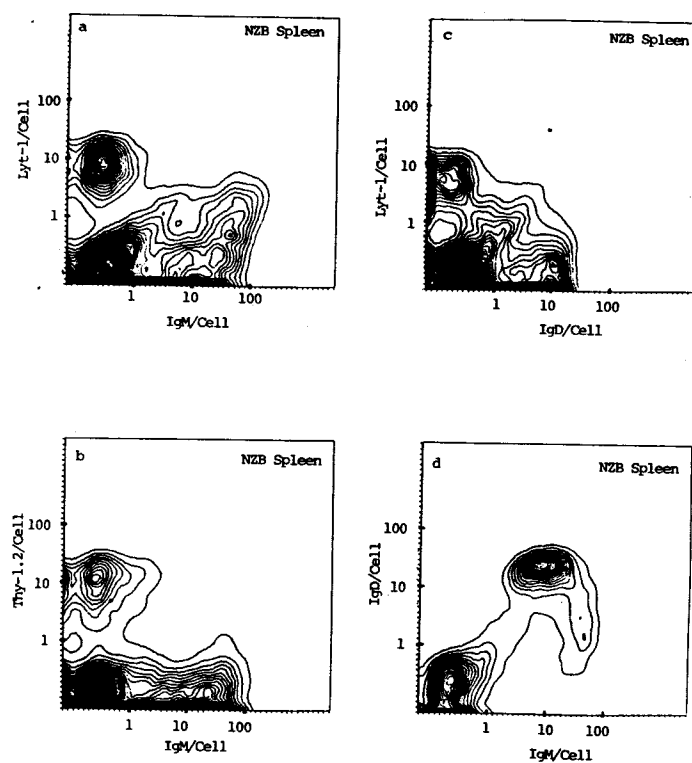 a
NZB Spleen
Lyt-1/Cell
100
10
1
1
10
100
IgM/Cell
c
NZB Spleen
Lyt-1/Cell
100
10
1
1
10
100
IgD/Cell
b
NZB Spleen
Thy-1.2/Cell
100
10
1
1
10
100
IgM/Cell
d
NZB Spleen
IgD/Cell
100
10
1
1
10
100
IgM/Cell